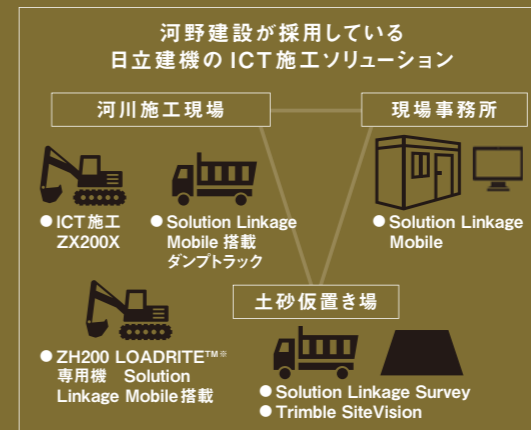 河野建設が採用している
日立建機のICT施工ソリューション
河川施工現場
現場事務所
●ICT施工
ZX200X
●Solution Linkage
Mobile 搭載
ダンプトラック
●Solution Linkage
Mobile
●ZH200 LOADRITE™※
専用機　Solution
Linkage Mobile搭載
土砂仮置き場
●Solution Linkage Survey
●Trimble SiteVision